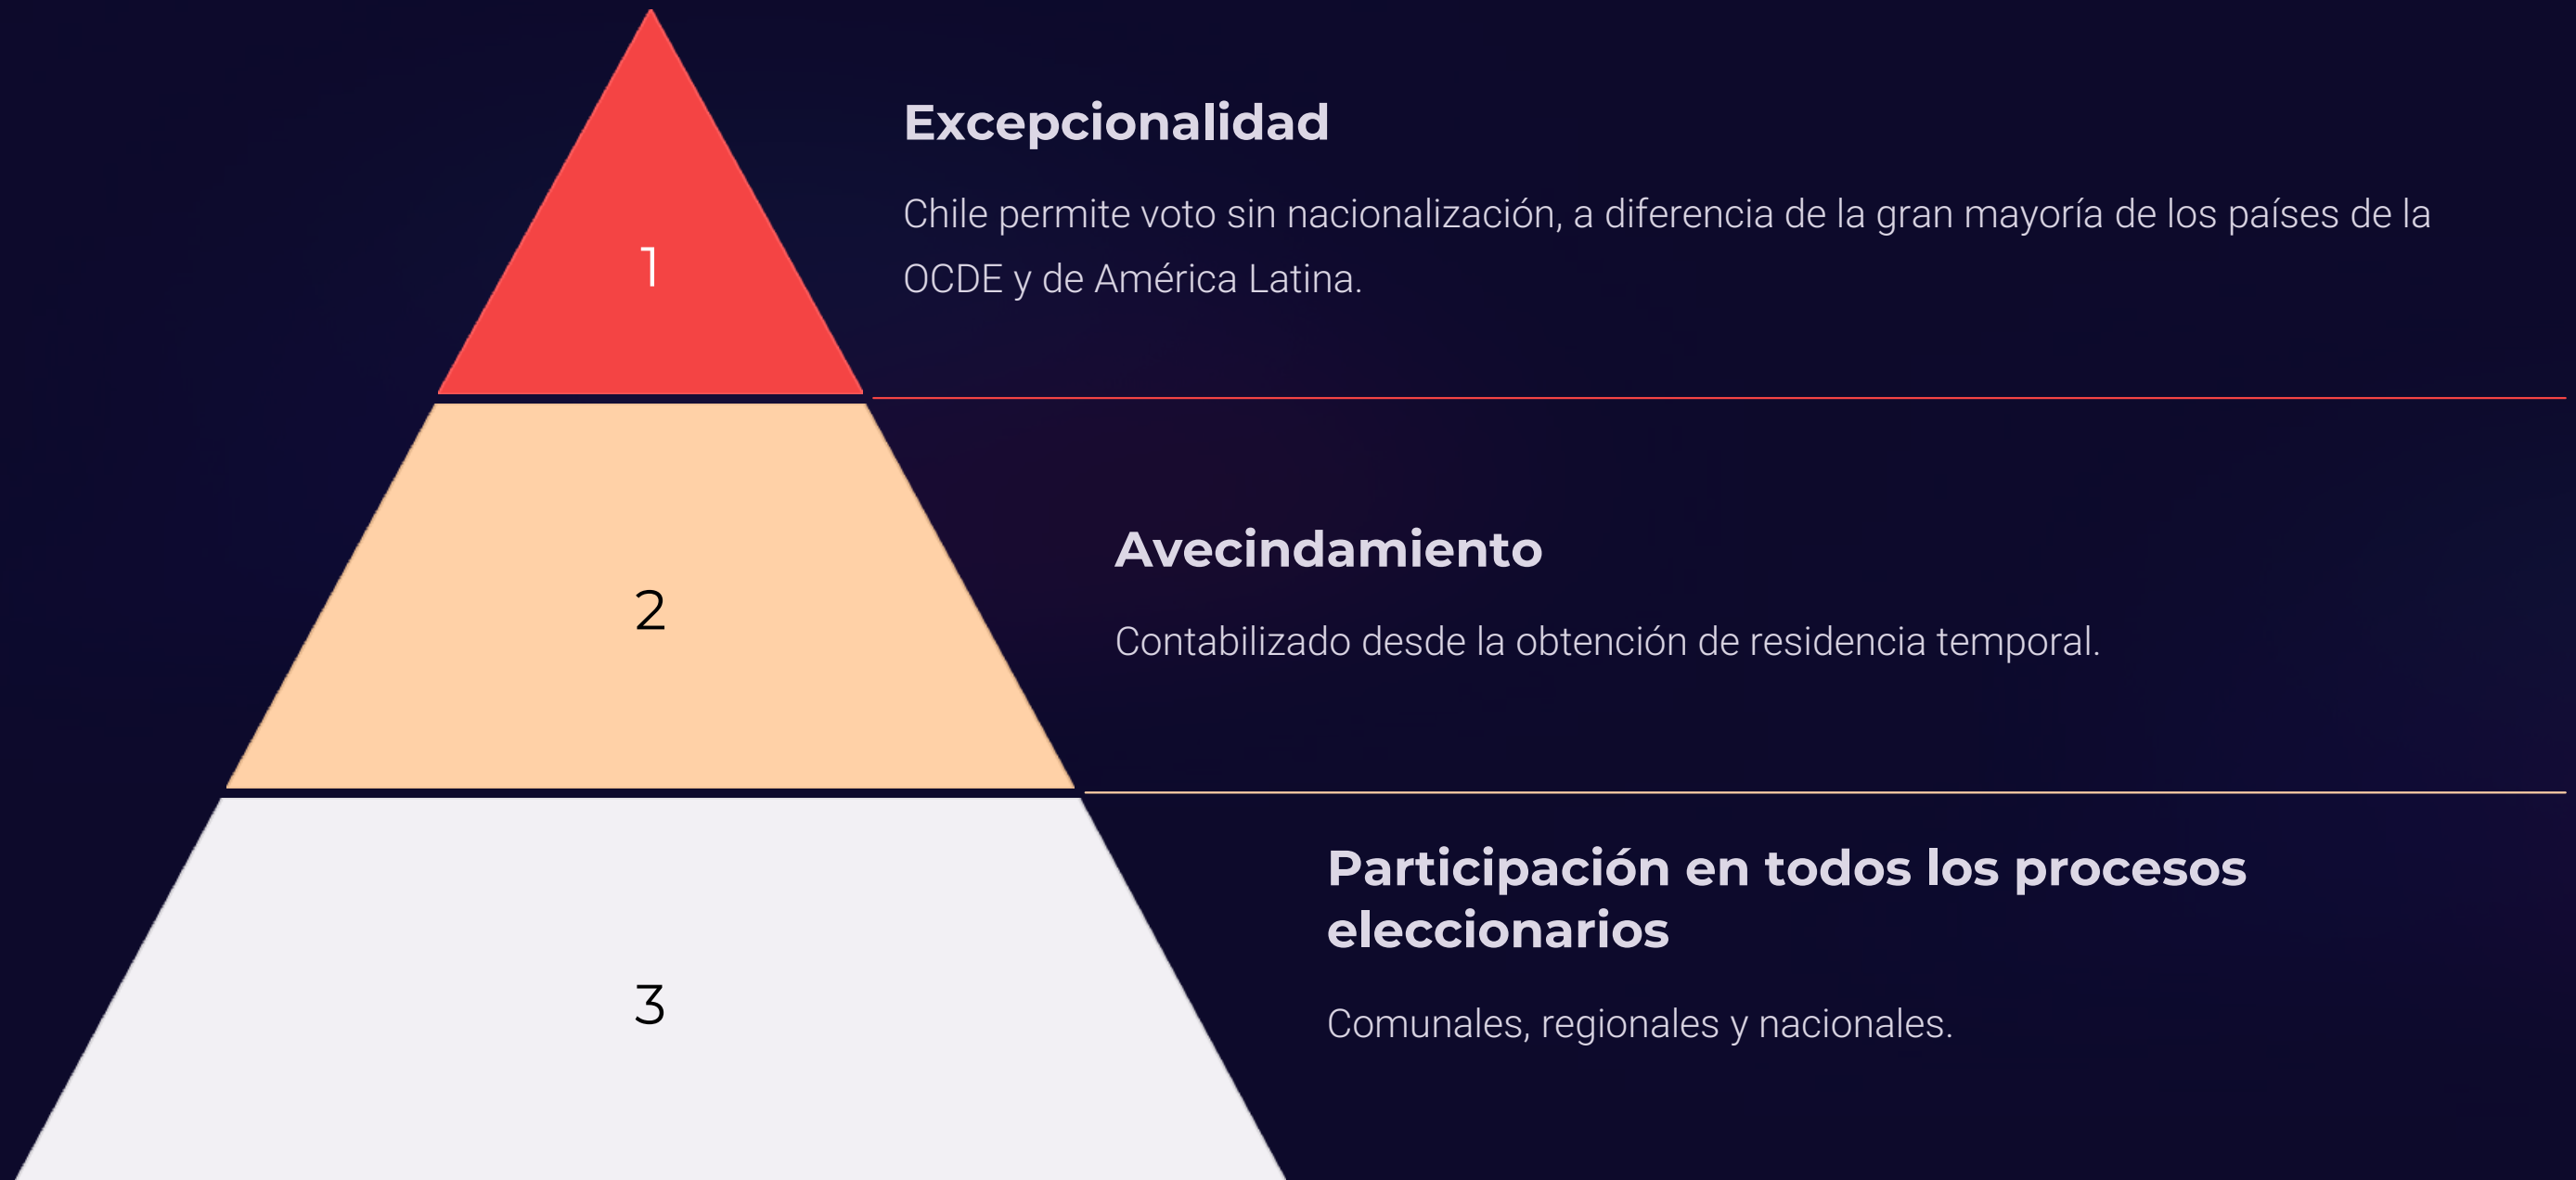 1
Excepcionalidad
Chile permite voto sin nacionalización, a diferencia de la gran mayoría de los países de la
OCDE y de América Latina.
2
Avecindamiento
Contabilizado desde la obtención de residencia temporal.
3
Participación en todos los procesos
eleccionarios
Comunales, regionales y nacionales.